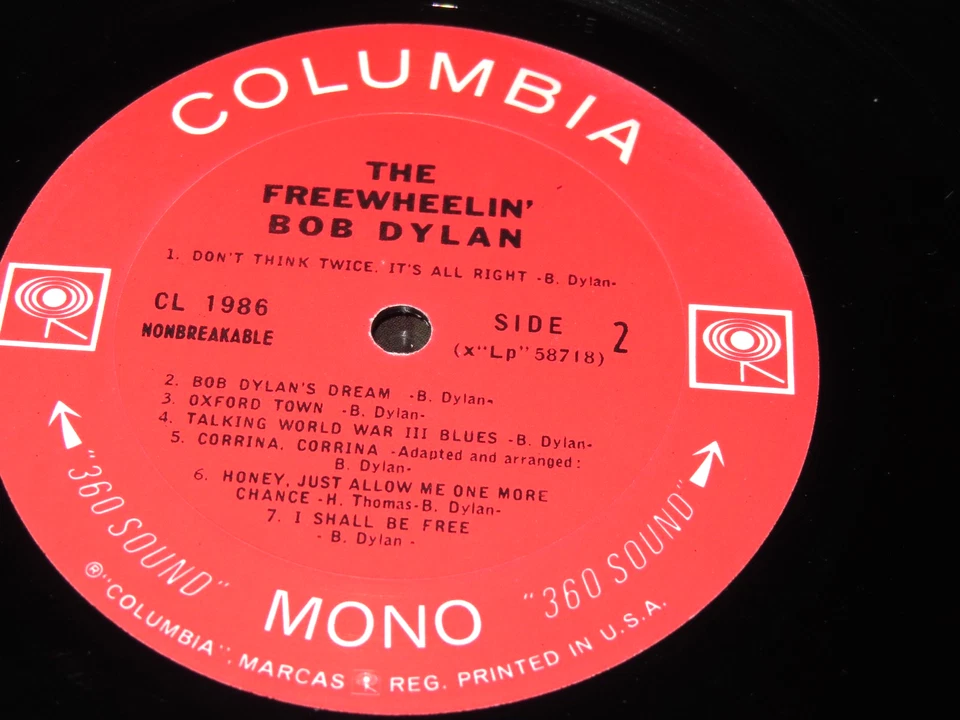 COLUMBIA
THE
FREEWHEELIN'
BOB DYLAN
1. DON'T THINK TWICE, IT'S ALL RIGHT -B. Dylan-
CL 1986
NONBREAKABLE
SIDE 2
(x"Lp" 58718)
2. BOB DYLAN'S DREAM -B. Dylan-
3. OXFORD TOWN -B. Dylan-
4. TALKING WORLD WAR III BLUES -B. Dylan-
5. CORRINA, CORRINA -Adapted and arranged:
B. Dylan-
6. HONEY, JUST ALLOW ME ONE MORE
CHANCE -H. Thomas-B. Dylan-
7. I SHALL BE FREE
- B. Dylan -
"360 SOUND"
"360 SOUND"
MONO
®"COLUMBIA", MARCAS REG. PRINTED IN U.S.A.